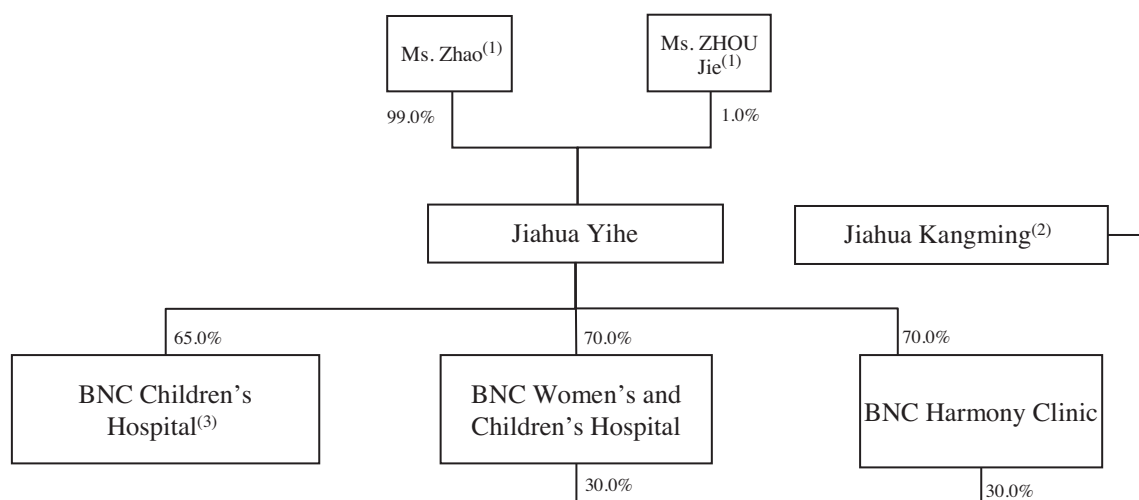 Ms. Zhao(1)
Ms. ZHOU
Jie(1)
99.0%
1.0%
Jiahua Yihe
Jiahua Kangming(2)
65.0%
70.0%
70.0%
BNC Children’s
Hospital(3)
BNC Women’s and
Children’s Hospital
BNC Harmony Clinic
30.0%
30.0%